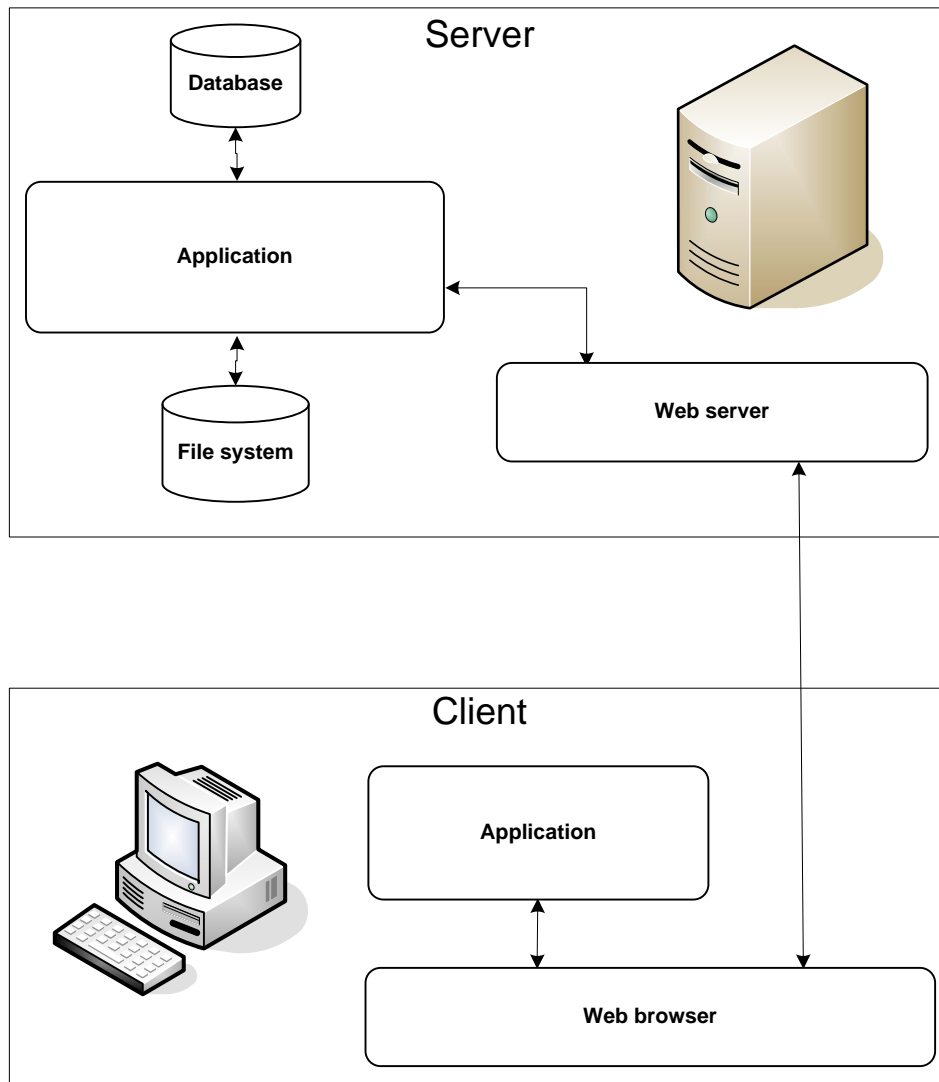 Server
Database
Application
Web server
File system
Client
Application
Web browser